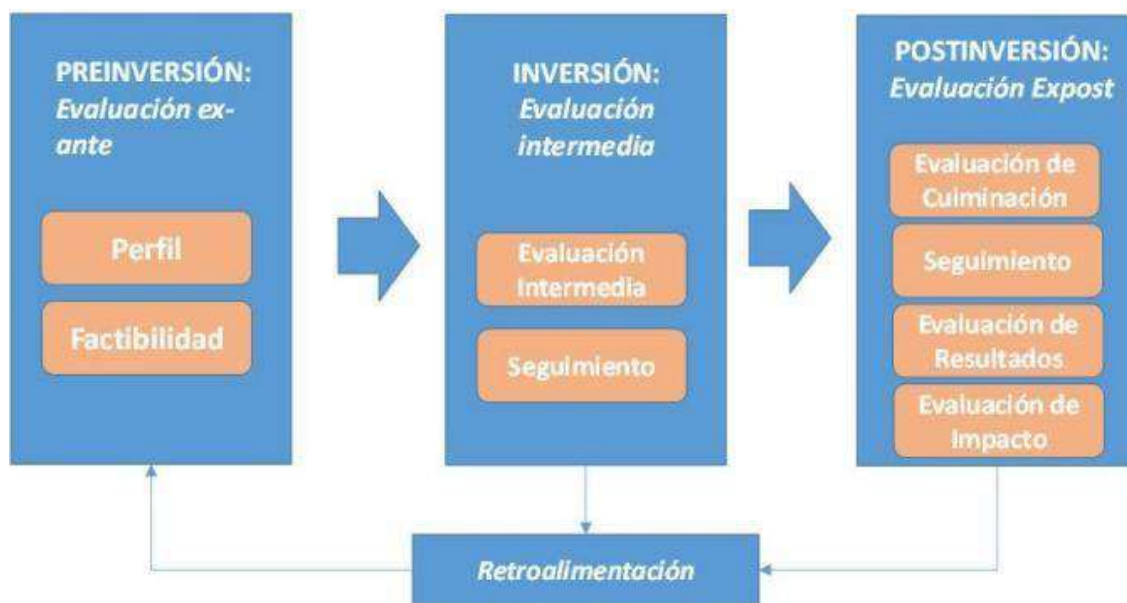 PREINVERSIÓN:
Evaluación ex-
ante
Perfil
Factibilidad
INVERSIÓN:
Evaluación
intermedia
Evaluación
Intermedia
Seguimiento
POSTINVERSIÓN:
Evaluación Expost
Evaluación de
Culminación
Seguimiento
Evaluación de
Resultados
Evaluación de
Impacto
Retroalimentación